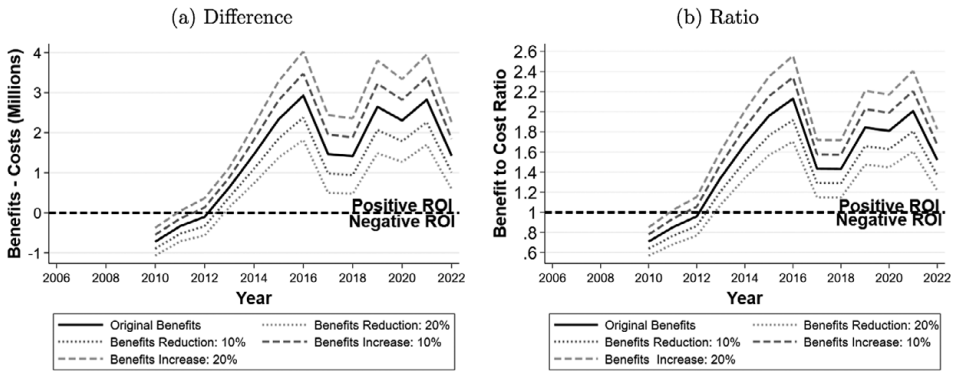 (a) Difference
Benefits - Costs (Millions)
4
3
2
1
0
-1
Positive ROI
Negative ROI
2006 2008 2010 2012 2014 2016 2018 2020 2022
Year
Original Benefits
Benefits Reduction: 20%
Benefits Reduction: 10%
Benefits Increase: 10%
Benefits Increase: 20%
(b) Ratio
Benefit to Cost Ratio
2.6
2.4
2.2
2
1.8
1.6
1.4
1.2
1
.8
.6
Positive ROI
Negative ROI
2006 2008 2010 2012 2014 2016 2018 2020 2022
Year
Original Benefits
Benefits Reduction: 20%
Benefits Reduction: 10%
Benefits Increase: 10%
Benefits Increase: 20%